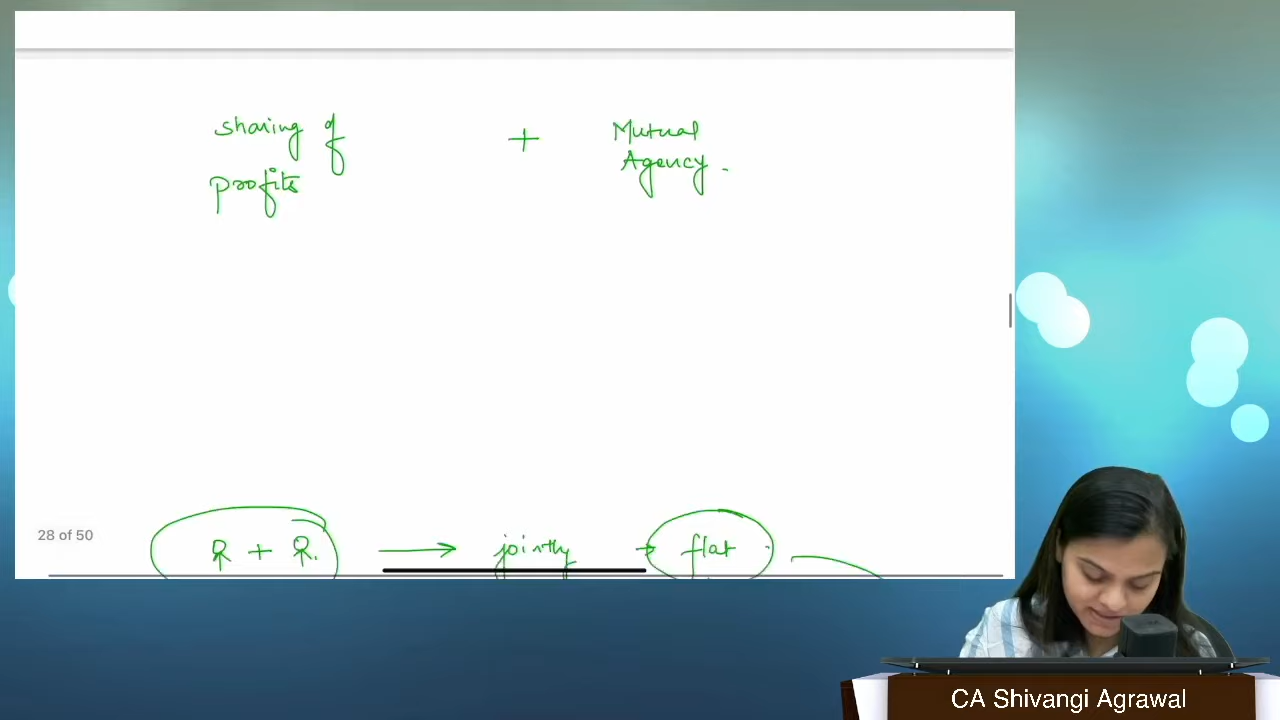 sharing of + Mutual
profits Agency.
28 of 50
R + R. → jointly → flat
CA Shivangi Agrawal